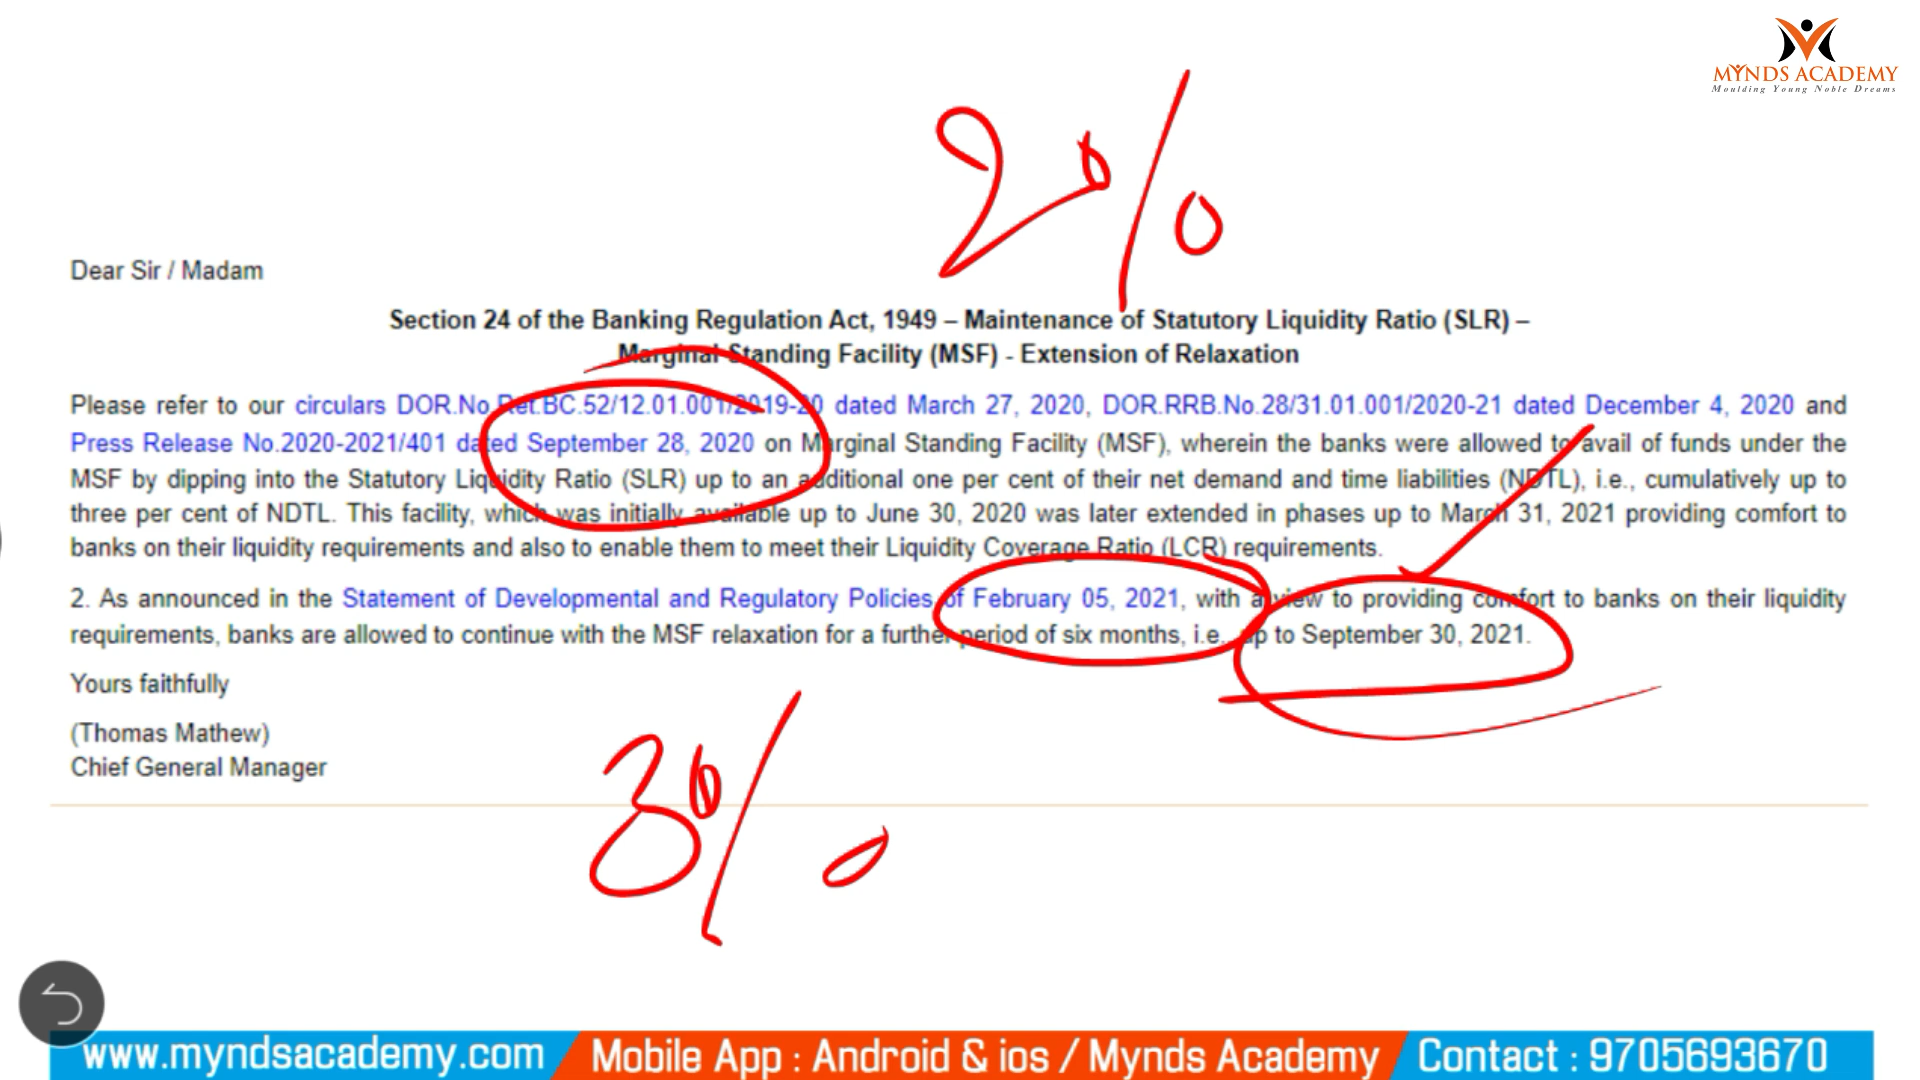 MYNDS ACADEMY
Moulding Young Noble Dreams
2%
Dear Sir / Madam
Section 24 of the Banking Regulation Act, 1949 – Maintenance of Statutory Liquidity Ratio (SLR) –
Marginal Standing Facility (MSF) - Extension of Relaxation
Please refer to our circulars DOR.No.Ret.BC.52/12.01.001/2019-20 dated March 27, 2020, DOR.RRB.No.28/31.01.001/2020-21 dated December 4, 2020 and
Press Release No.2020-2021/401 dated September 28, 2020 on Marginal Standing Facility (MSF), wherein the banks were allowed to avail of funds under the
MSF by dipping into the Statutory Liquidity Ratio (SLR) up to an additional one per cent of their net demand and time liabilities (NDTL), i.e., cumulatively up to
three per cent of NDTL. This facility, which was initially available up to June 30, 2020 was later extended in phases up to March 31, 2021 providing comfort to
banks on their liquidity requirements and also to enable them to meet their Liquidity Coverage Ratio (LCR) requirements.
2. As announced in the Statement of Developmental and Regulatory Policies of February 05, 2021, with a view to providing comfort to banks on their liquidity
requirements, banks are allowed to continue with the MSF relaxation for a further period of six months, i.e., up to September 30, 2021.
Yours faithfully
(Thomas Mathew)
Chief General Manager
3%
www.myndsacademy.com Mobile App : Android & ios / Mynds Academy Contact : 9705693670